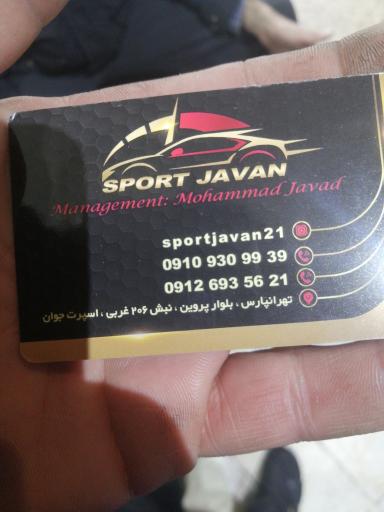 SPORT JAVAN
Management: Mohammad Javad
sportjavan21
0910 930 99 39
0912 693 56 21
تهرانپارس ، بلوار پروین ، نبش ۲۰۶ غربی ، اسپرت جوان